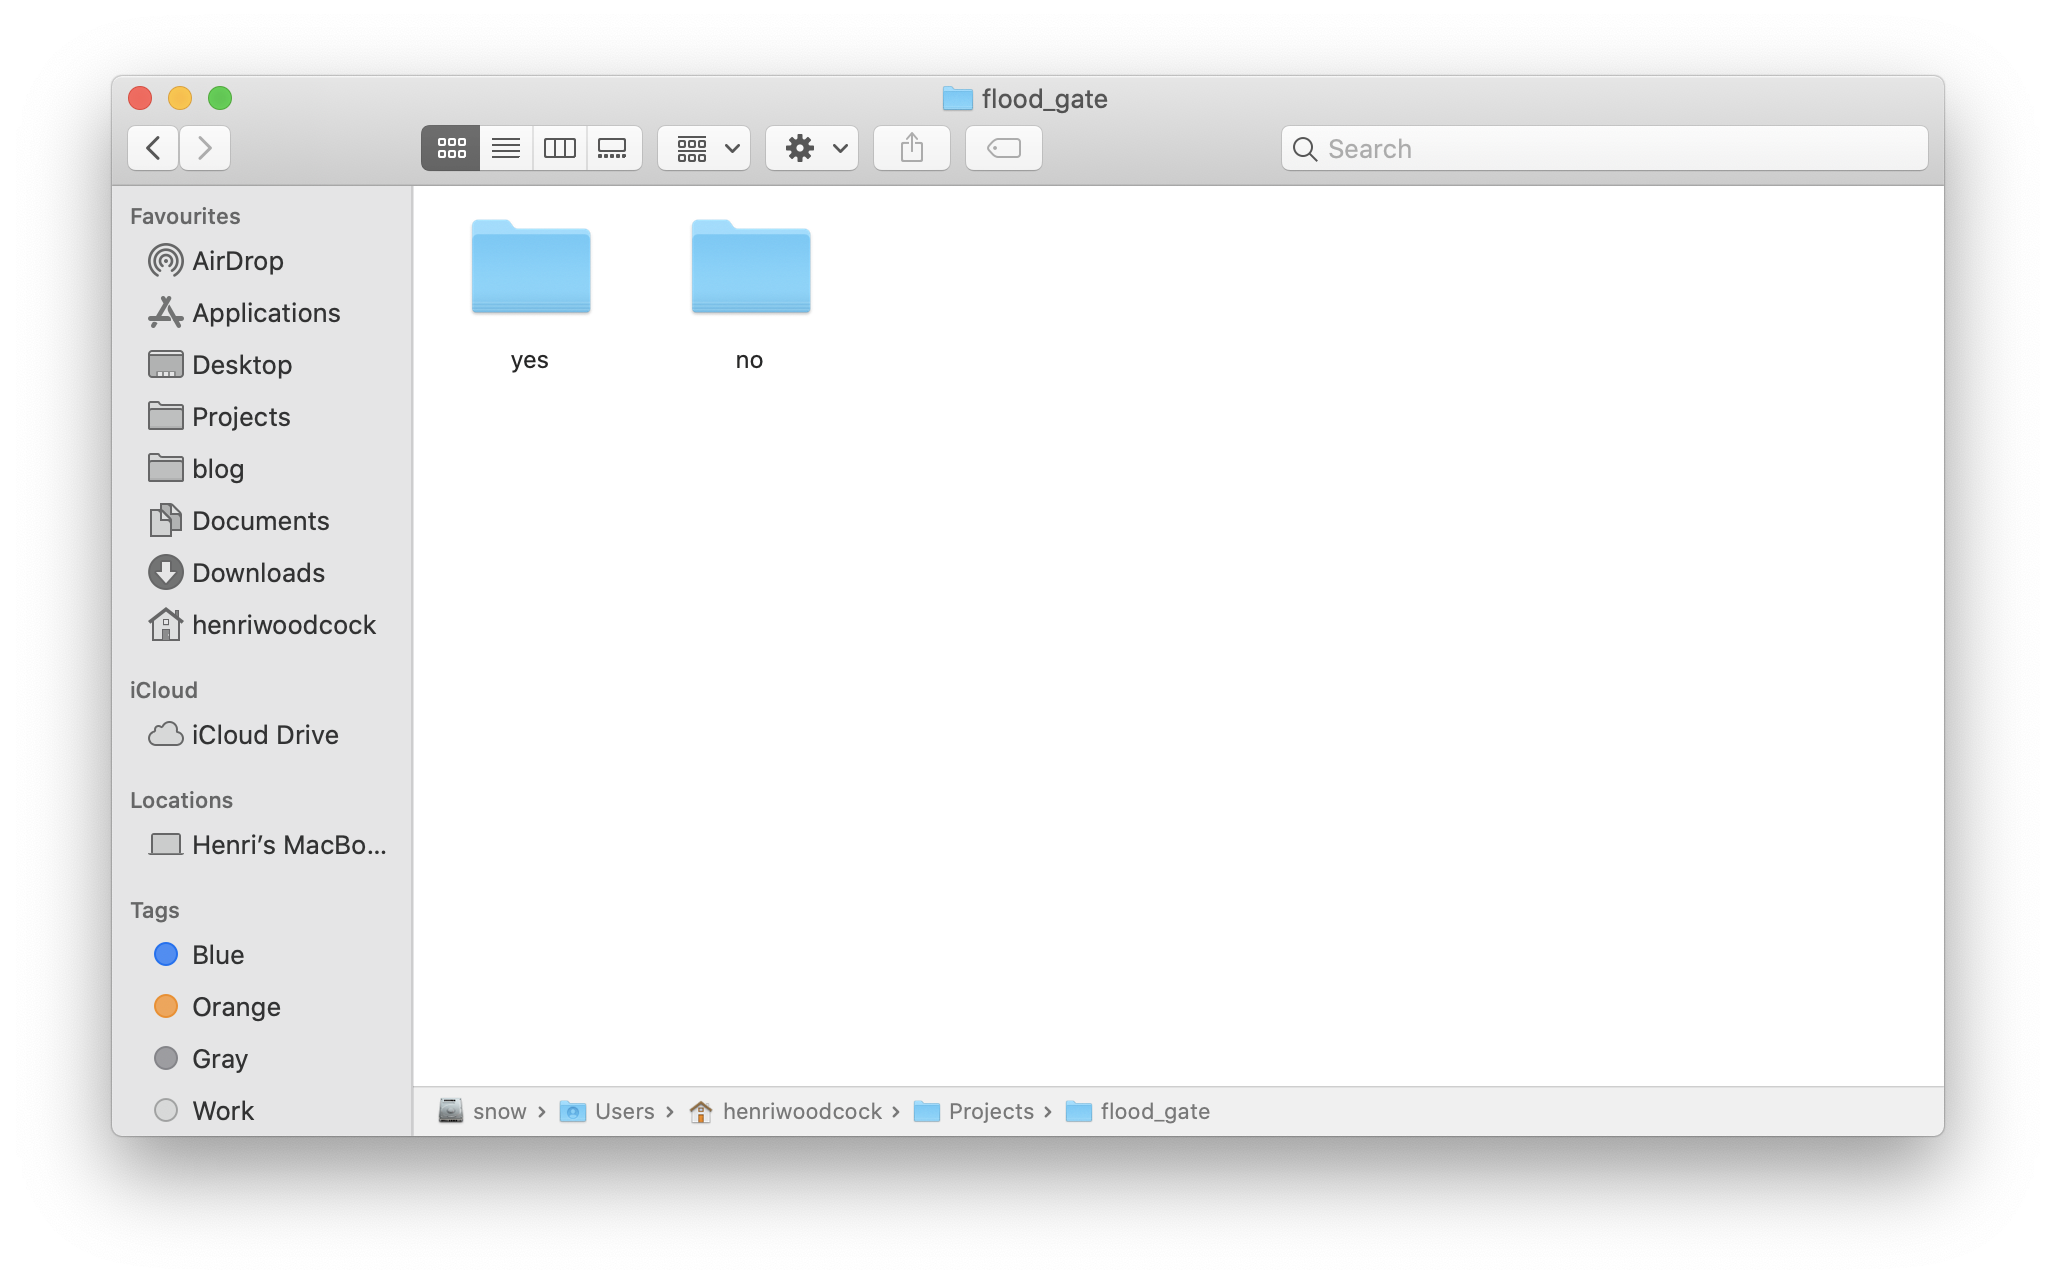 flood_gate
Search
Favourites
AirDrop
Applications
Desktop
Projects
blog
Documents
Downloads
henriwoodcock
iCloud
iCloud Drive
Locations
Henri’s MacBo...
Tags
Blue
Orange
Gray
Work
yes no
snow › Users › henriwoodcock › Projects › flood_gate